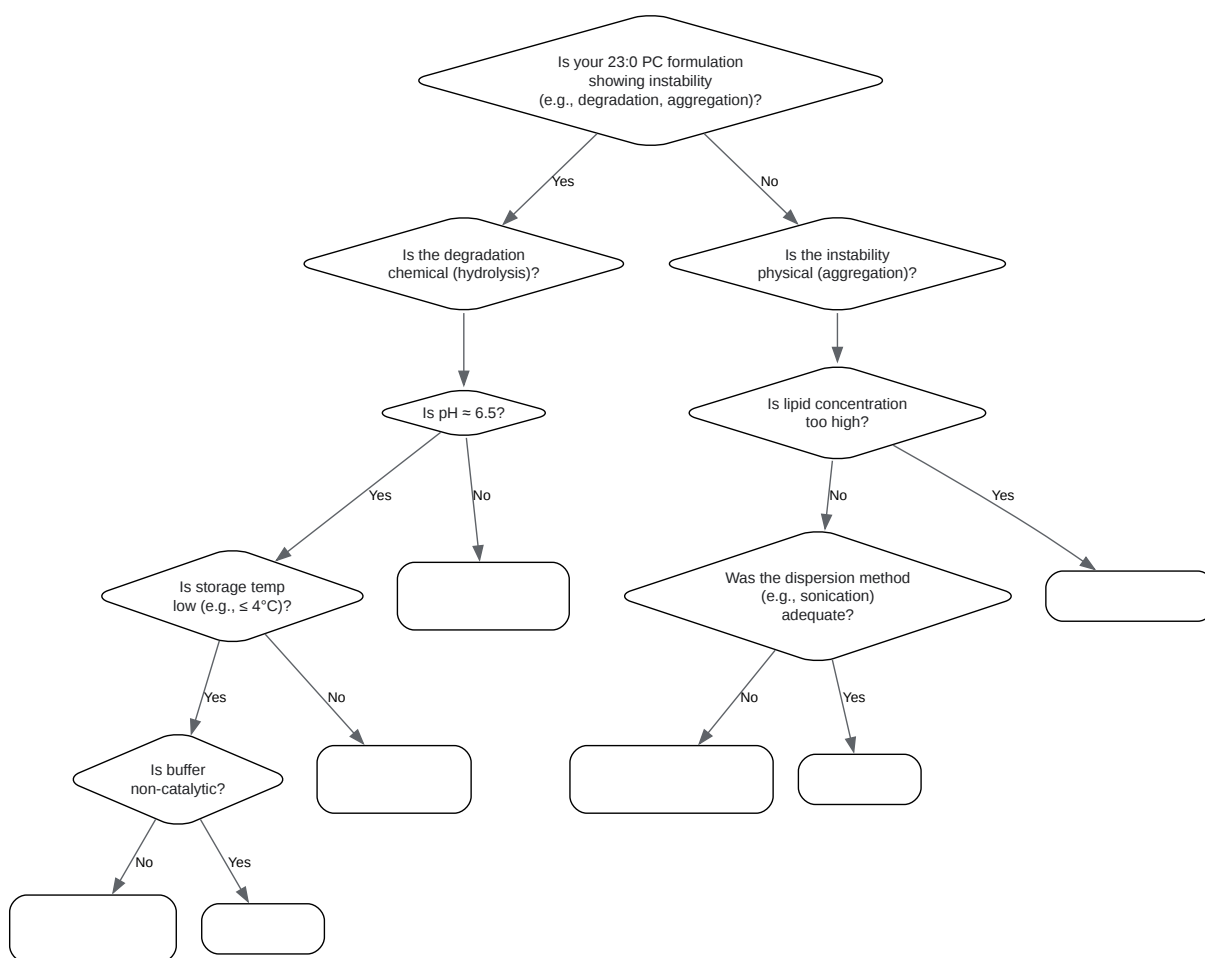 Is your 23:0 PC formulation
showing instability
(e.g., degradation, aggregation)?
Yes
No
Is the degradation
chemical (hydrolysis)?
Is the instability
physical (aggregation)?
Is pH ≈ 6.5?
Is lipid concentration
too high?
Yes
No
No
Yes
Is storage temp
low (e.g., ≤ 4°C)?
Was the dispersion method
(e.g., sonication)
adequate?
Yes
No
No
Yes
Is buffer
non-catalytic?
No
Yes